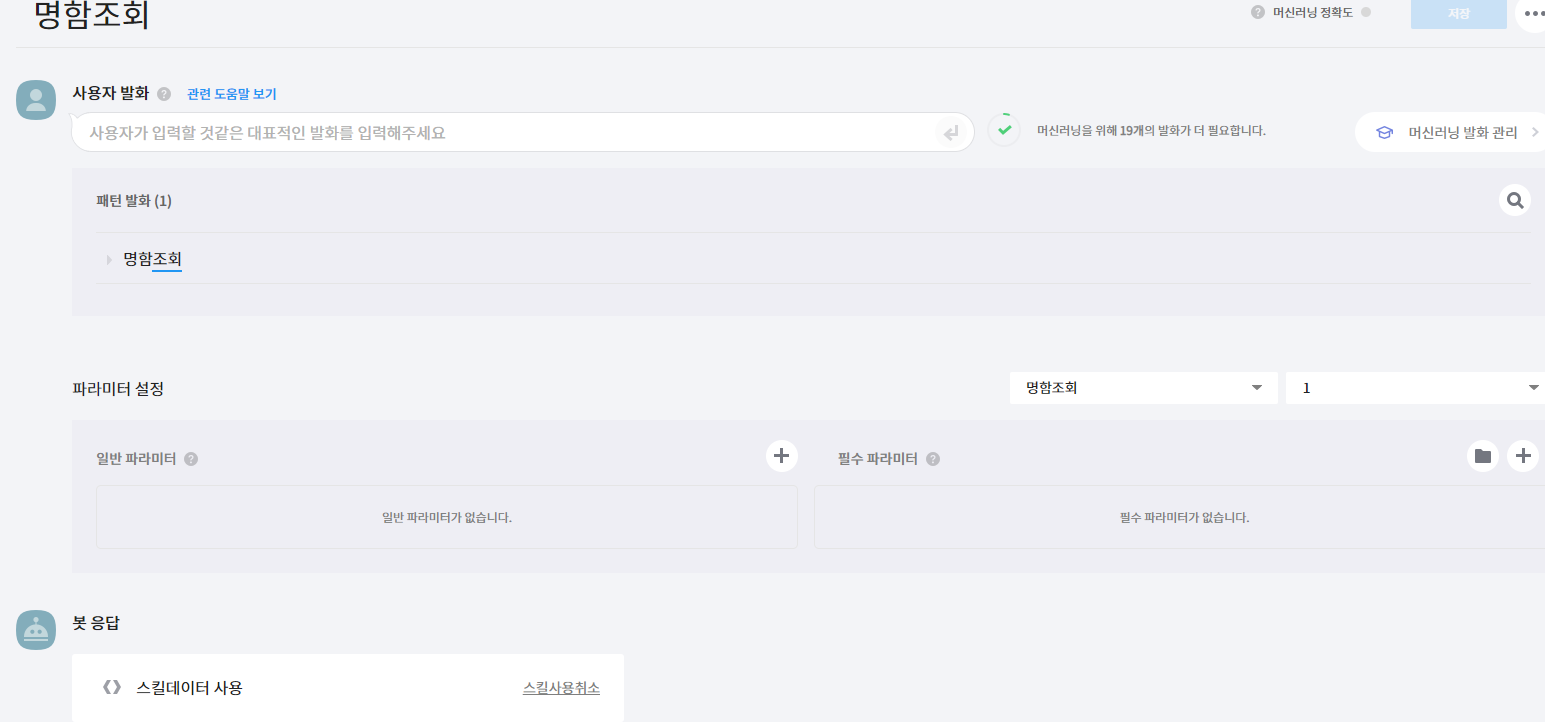 명함조회
머신러닝 정확도
저장
사용자 발화
관련 도움말 보기
사용자가 입력할 것같은 대표적인 발화를 입력해주세요
머신러닝을 위해 19개의 발화가 더 필요합니다.
머신러닝 발화 관리
패턴 발화 (1)
명함조회
파라미터 설정
명함조회
1
일반 파라미터
필수 파라미터
일반 파라미터가 없습니다.
필수 파라미터가 없습니다.
봇 응답
스킬데이터 사용
스킬사용취소